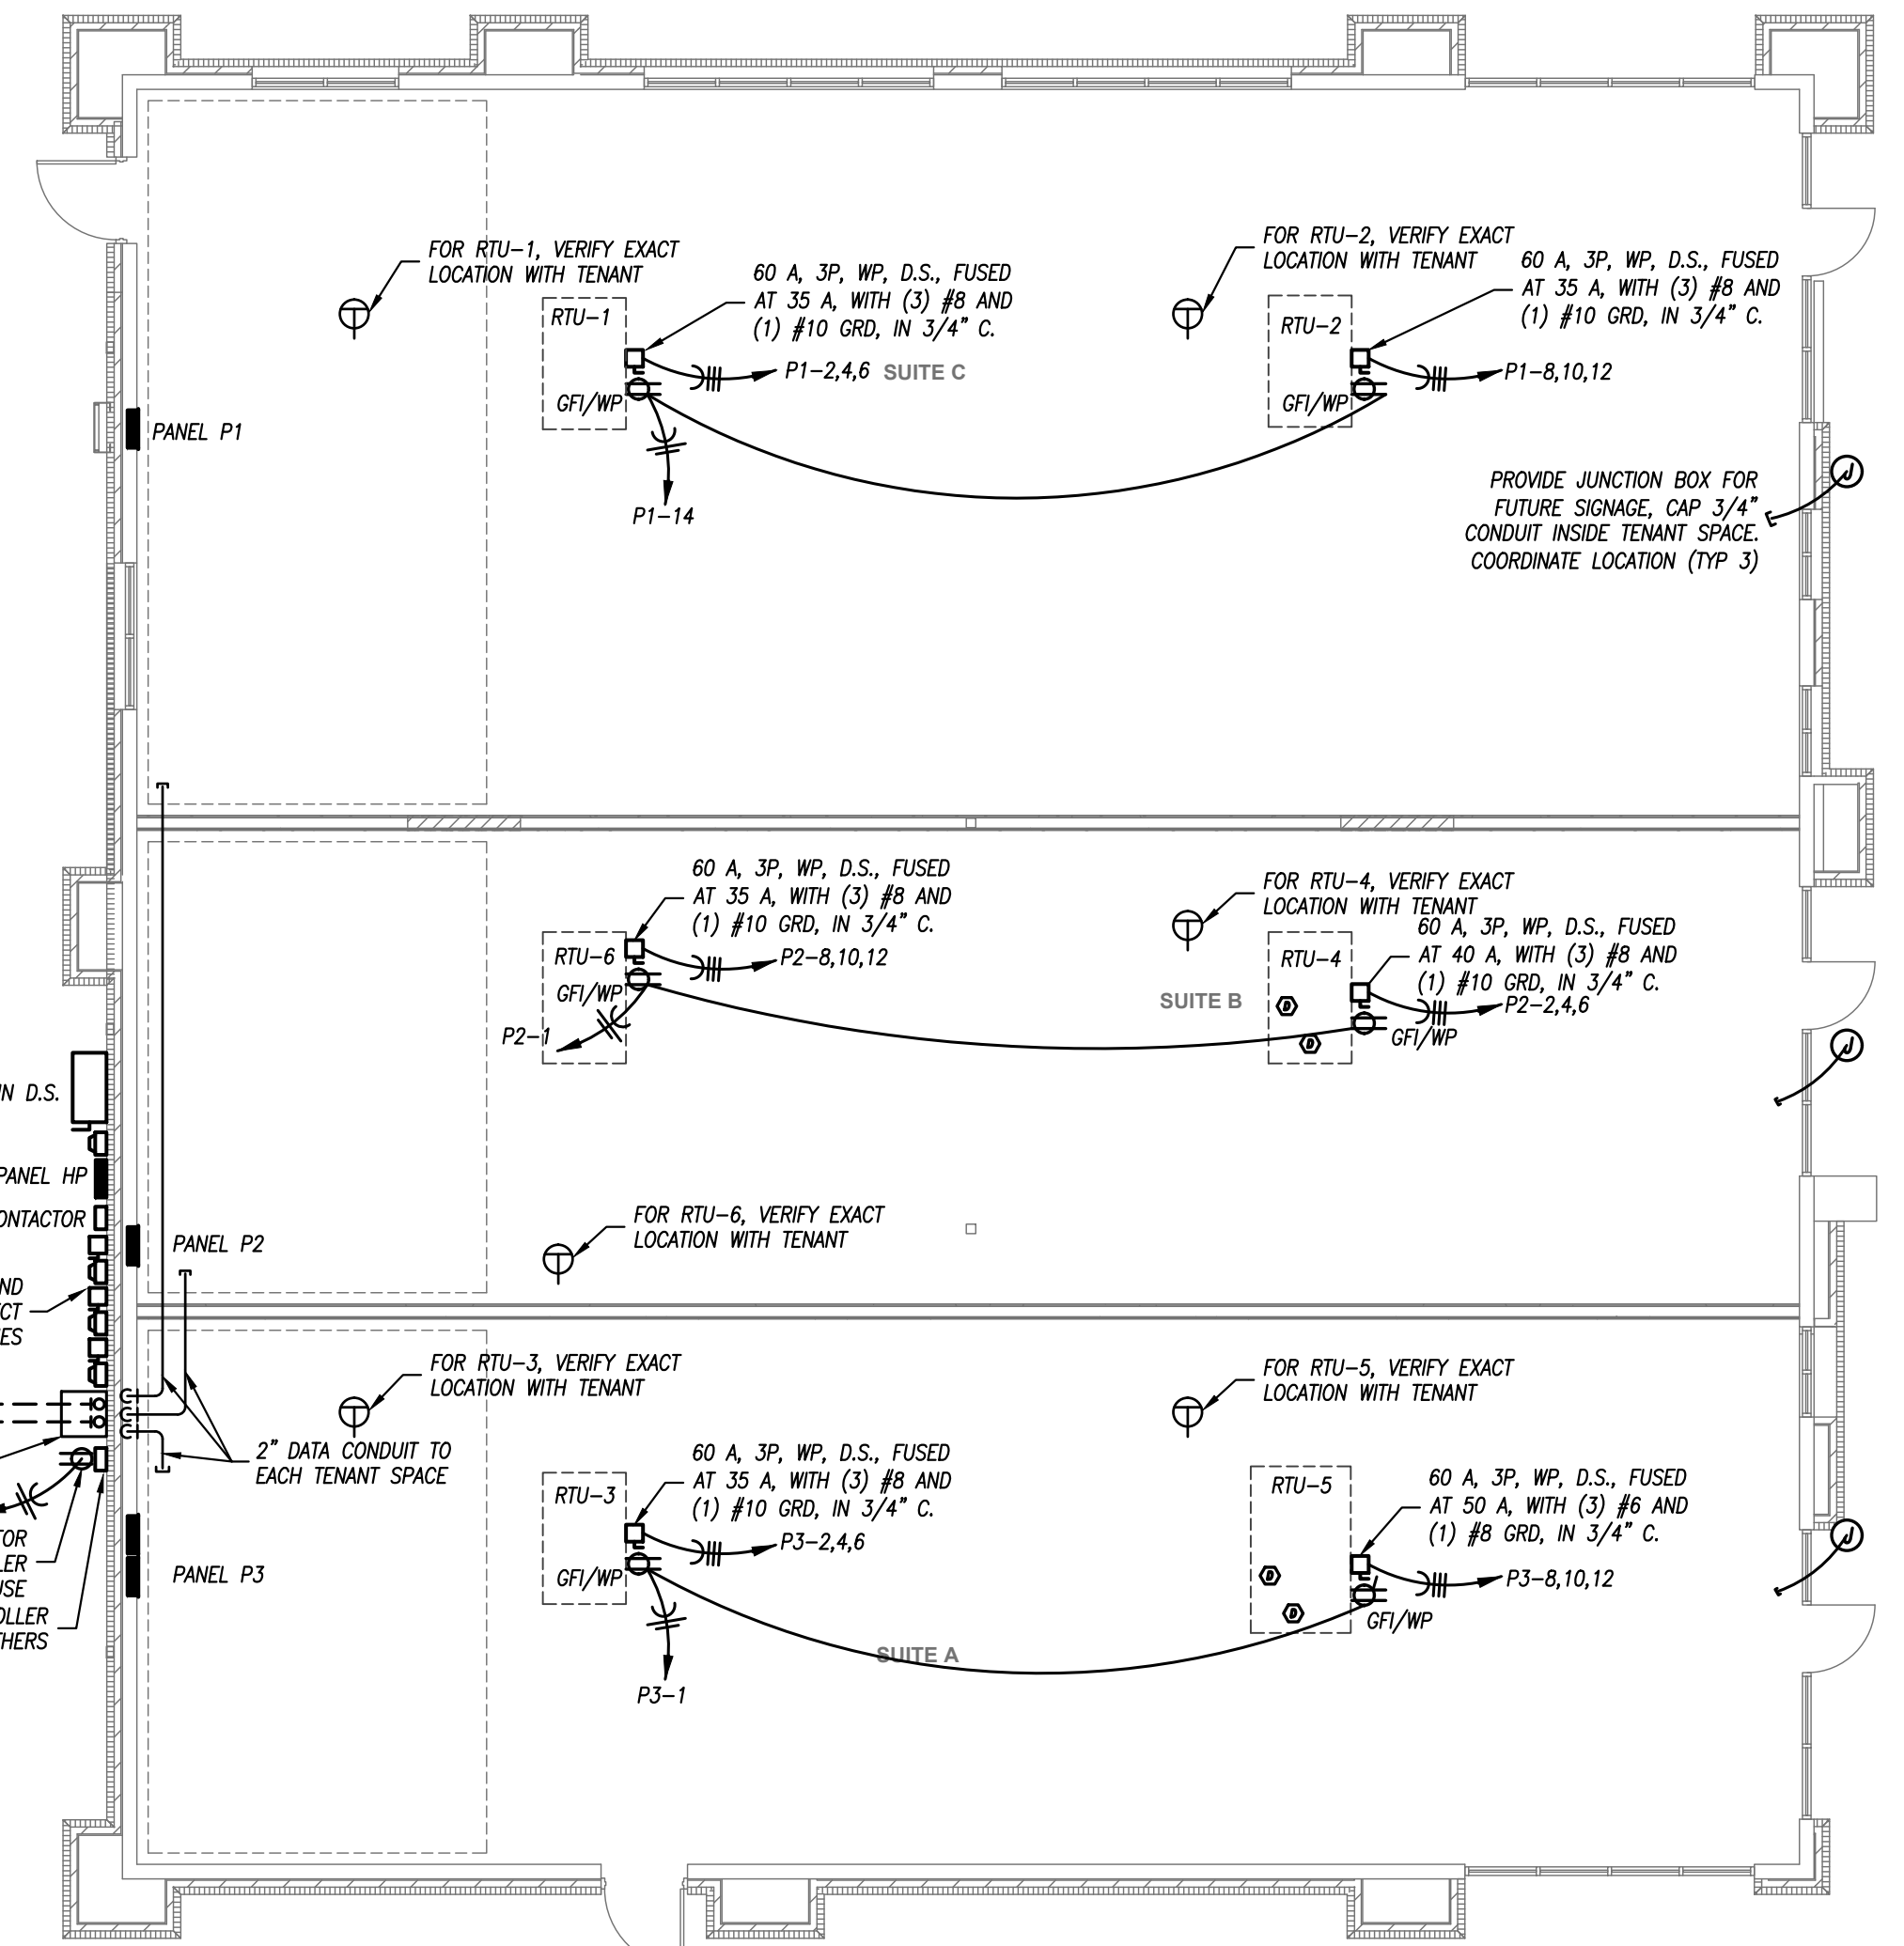 FOR RTU-1, VERIFY EXACT
LOCATION WITH TENANT
60 A, 3P, WP, D.S., FUSED
AT 35 A, WITH (3) #8 AND
(1) #10 GRD, IN 3/4" C.
RTU-1
GFI/WP
P1-2,4,6
SUITE C
P1-14
PANEL P1
FOR RTU-2, VERIFY EXACT
LOCATION WITH TENANT
60 A, 3P, WP, D.S., FUSED
AT 35 A, WITH (3) #8 AND
(1) #10 GRD, IN 3/4" C.
RTU-2
GFI/WP
P1-8,10,12
PROVIDE JUNCTION BOX FOR
FUTURE SIGNAGE, CAP 3/4"
CONDUIT INSIDE TENANT SPACE.
COORDINATE LOCATION (TYP 3)
J
60 A, 3P, WP, D.S., FUSED
AT 35 A, WITH (3) #8 AND
(1) #10 GRD, IN 3/4" C.
RTU-6
GFI/WP
P2-8,10,12
P2-1
SUITE B
FOR RTU-4, VERIFY EXACT
LOCATION WITH TENANT
60 A, 3P, WP, D.S., FUSED
AT 40 A, WITH (3) #8 AND
(1) #10 GRD, IN 3/4" C.
RTU-4
D
D
P2-2,4,6
GFI/WP
J
IN D.S.
PANEL HP
ONTACTOR
PANEL P2
FOR RTU-6, VERIFY EXACT
LOCATION WITH TENANT
ND
CT
ES
2" DATA CONDUIT TO
EACH TENANT SPACE
FOR RTU-3, VERIFY EXACT
LOCATION WITH TENANT
60 A, 3P, WP, D.S., FUSED
AT 35 A, WITH (3) #8 AND
(1) #10 GRD, IN 3/4" C.
RTU-3
GFI/WP
P3-2,4,6
P3-1
SUITE A
FOR RTU-5, VERIFY EXACT
LOCATION WITH TENANT
60 A, 3P, WP, D.S., FUSED
AT 50 A, WITH (3) #6 AND
(1) #8 GRD, IN 3/4" C.
RTU-5
D
D
P3-8,10,12
GFI/WP
J
TOR
LLER
USE
OLLER
THERS
PANEL P3